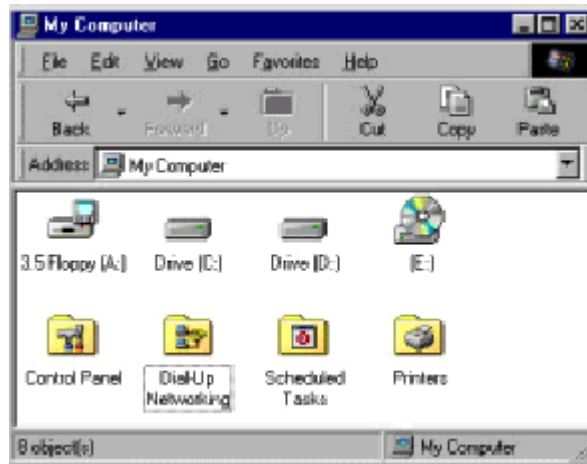 My Computer
File Edit View Go Favorites Help
Back Forward Up Cut Copy Paste
Address My Computer
3.5 Floppy (A:) Drive (C:) Drive (D:) (E:)
Control Panel Dial-Up Networking Scheduled Tasks Printers
8 object(s) My Computer